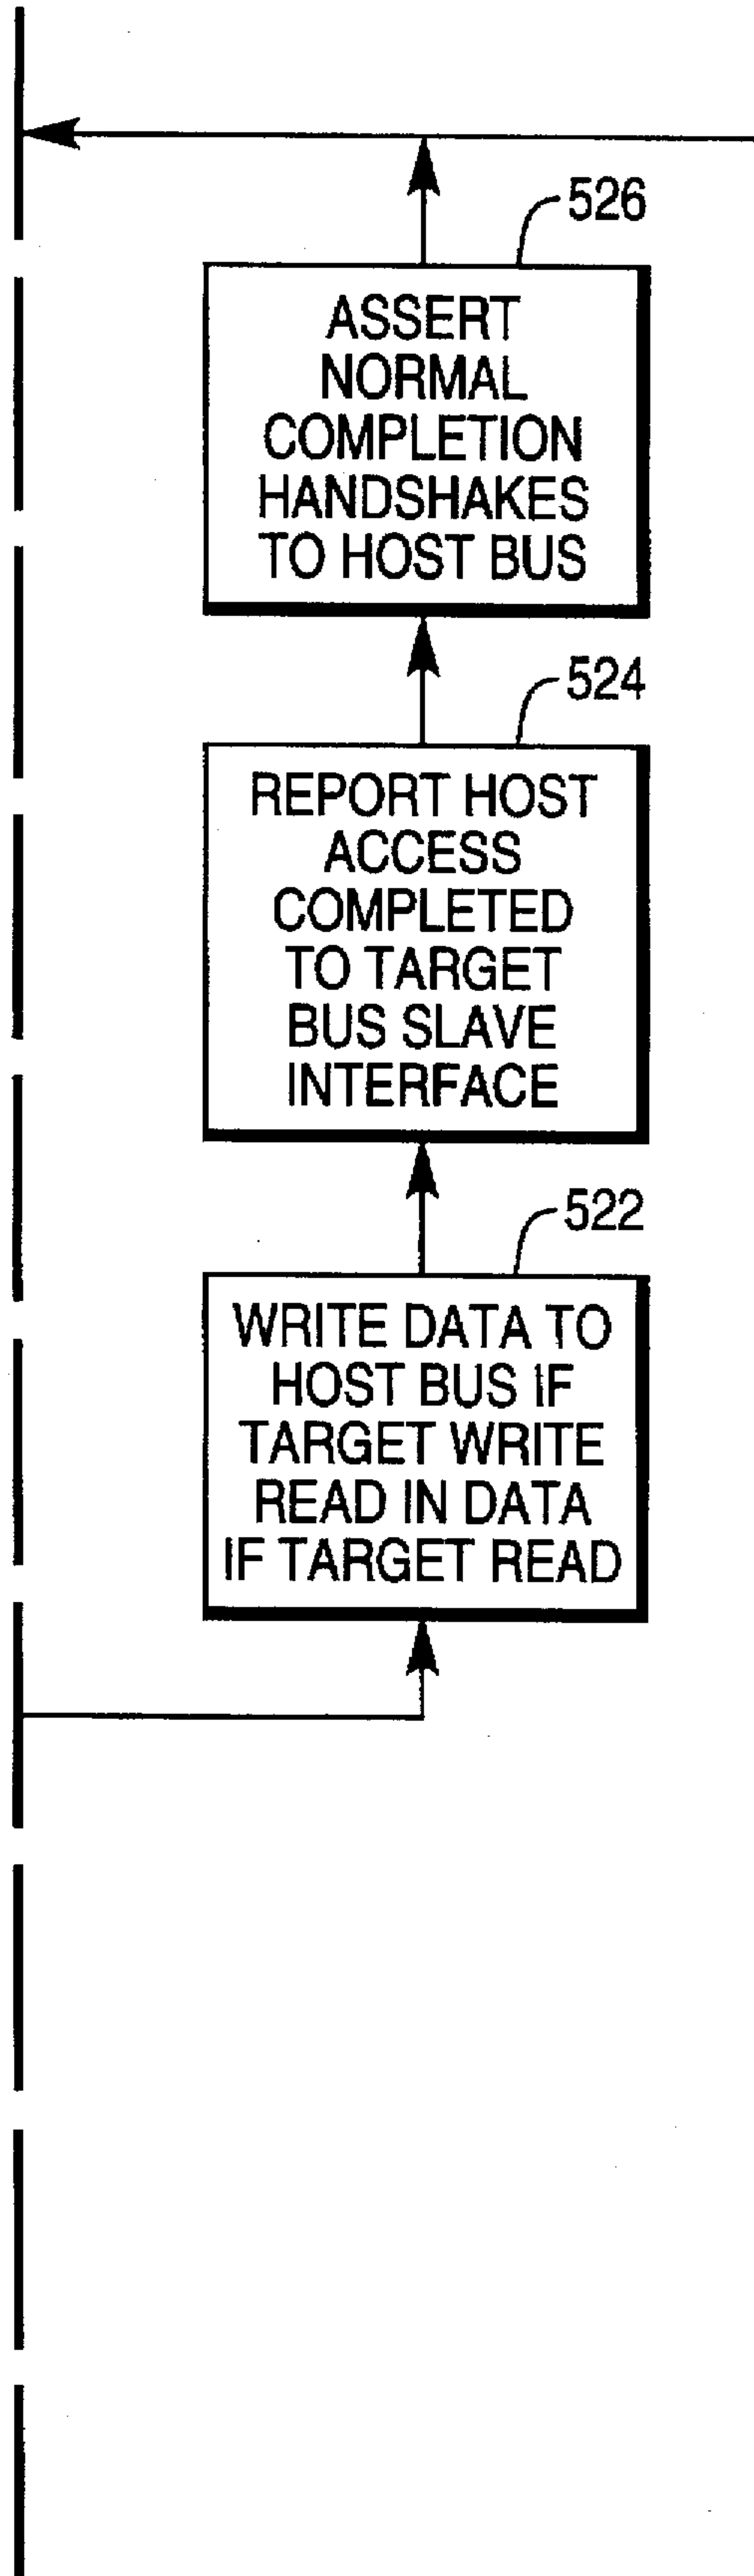 526
ASSERT
NORMAL
COMPLETION
HANDSHAKES
TO HOST BUS
524
REPORT HOST
ACCESS
COMPLETED
TO TARGET
BUS SLAVE
INTERFACE
522
WRITE DATA TO
HOST BUS IF
TARGET WRITE
READ IN DATA
IF TARGET READ